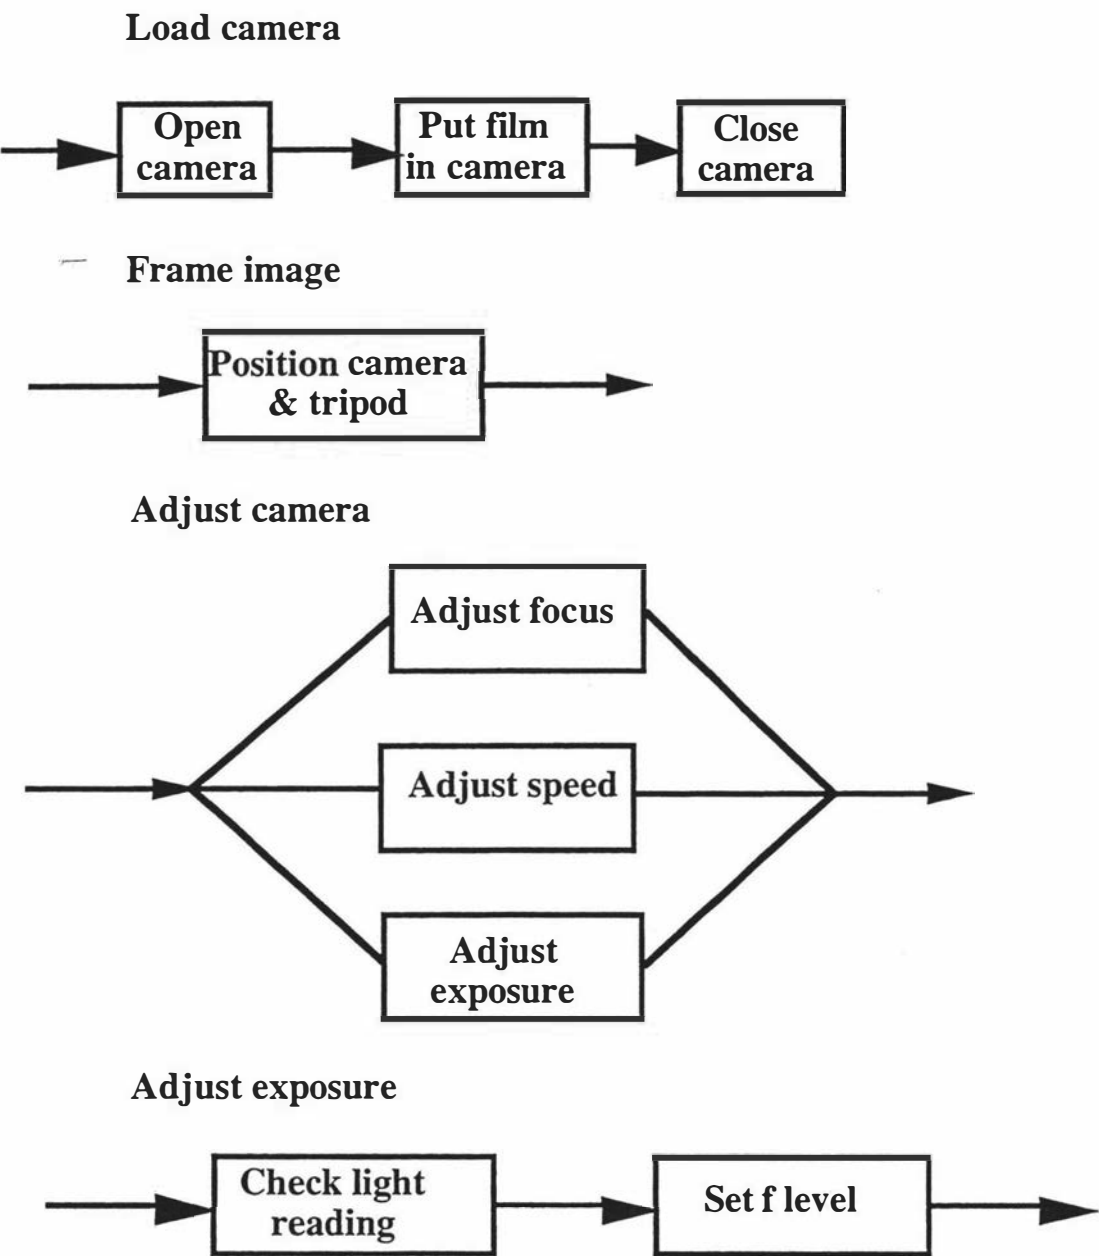 Load camera
Open
camera
Put film
in camera
Close
camera
Frame image
Position camera
& tripod
Adjust camera
Adjust focus
Adjust speed
Adjust
exposure
Adjust exposure
Check light
reading
Set f level